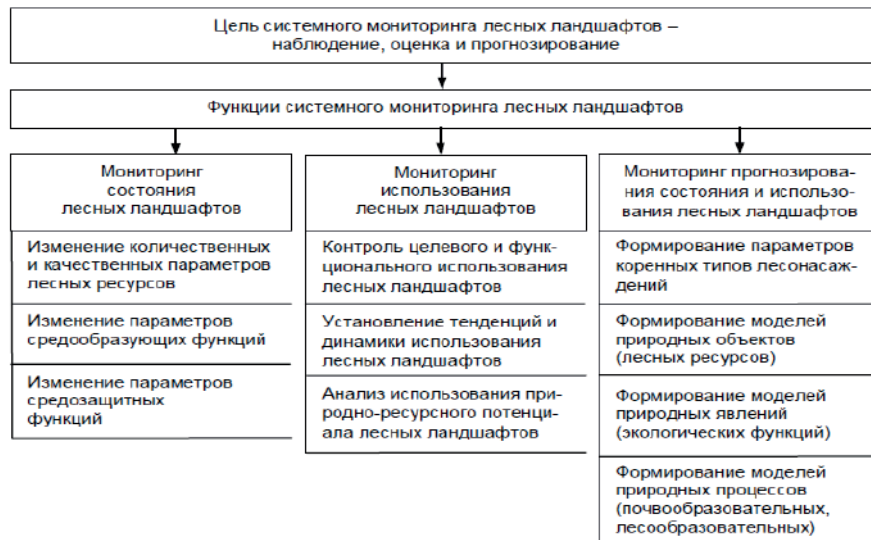 Цель системного мониторинга лесных ландшафтов –
наблюдение, оценка и прогнозирование
Функции системного мониторинга лесных ландшафтов
Мониторинг
состояния
лесных ландшафтов
Изменение количественных
и качественных параметров
лесных ресурсов
Изменение параметров
средообразующих функций
Изменение параметров
средозащитных
функций
Мониторинг
использования
лесных ландшафтов
Контроль целевого и функ-
ционального использования
лесных ландшафтов
Установление тенденций и
динамики использования
лесных ландшафтов
Анализ использования при-
родно-ресурсного потенци-
ала лесных ландшафтов
Мониторинг прогнозирова-
ния состояния и использо-
вания лесных ландшафтов
Формирование параметров
коренных типов лесонасаж-
дений
Формирование моделей
природных объектов
(лесных ресурсов)
Формирование моделей
природных явлений
(экологических функций)
Формирование моделей
природных процессов
(почвообразовательных,
лесообразовательных)